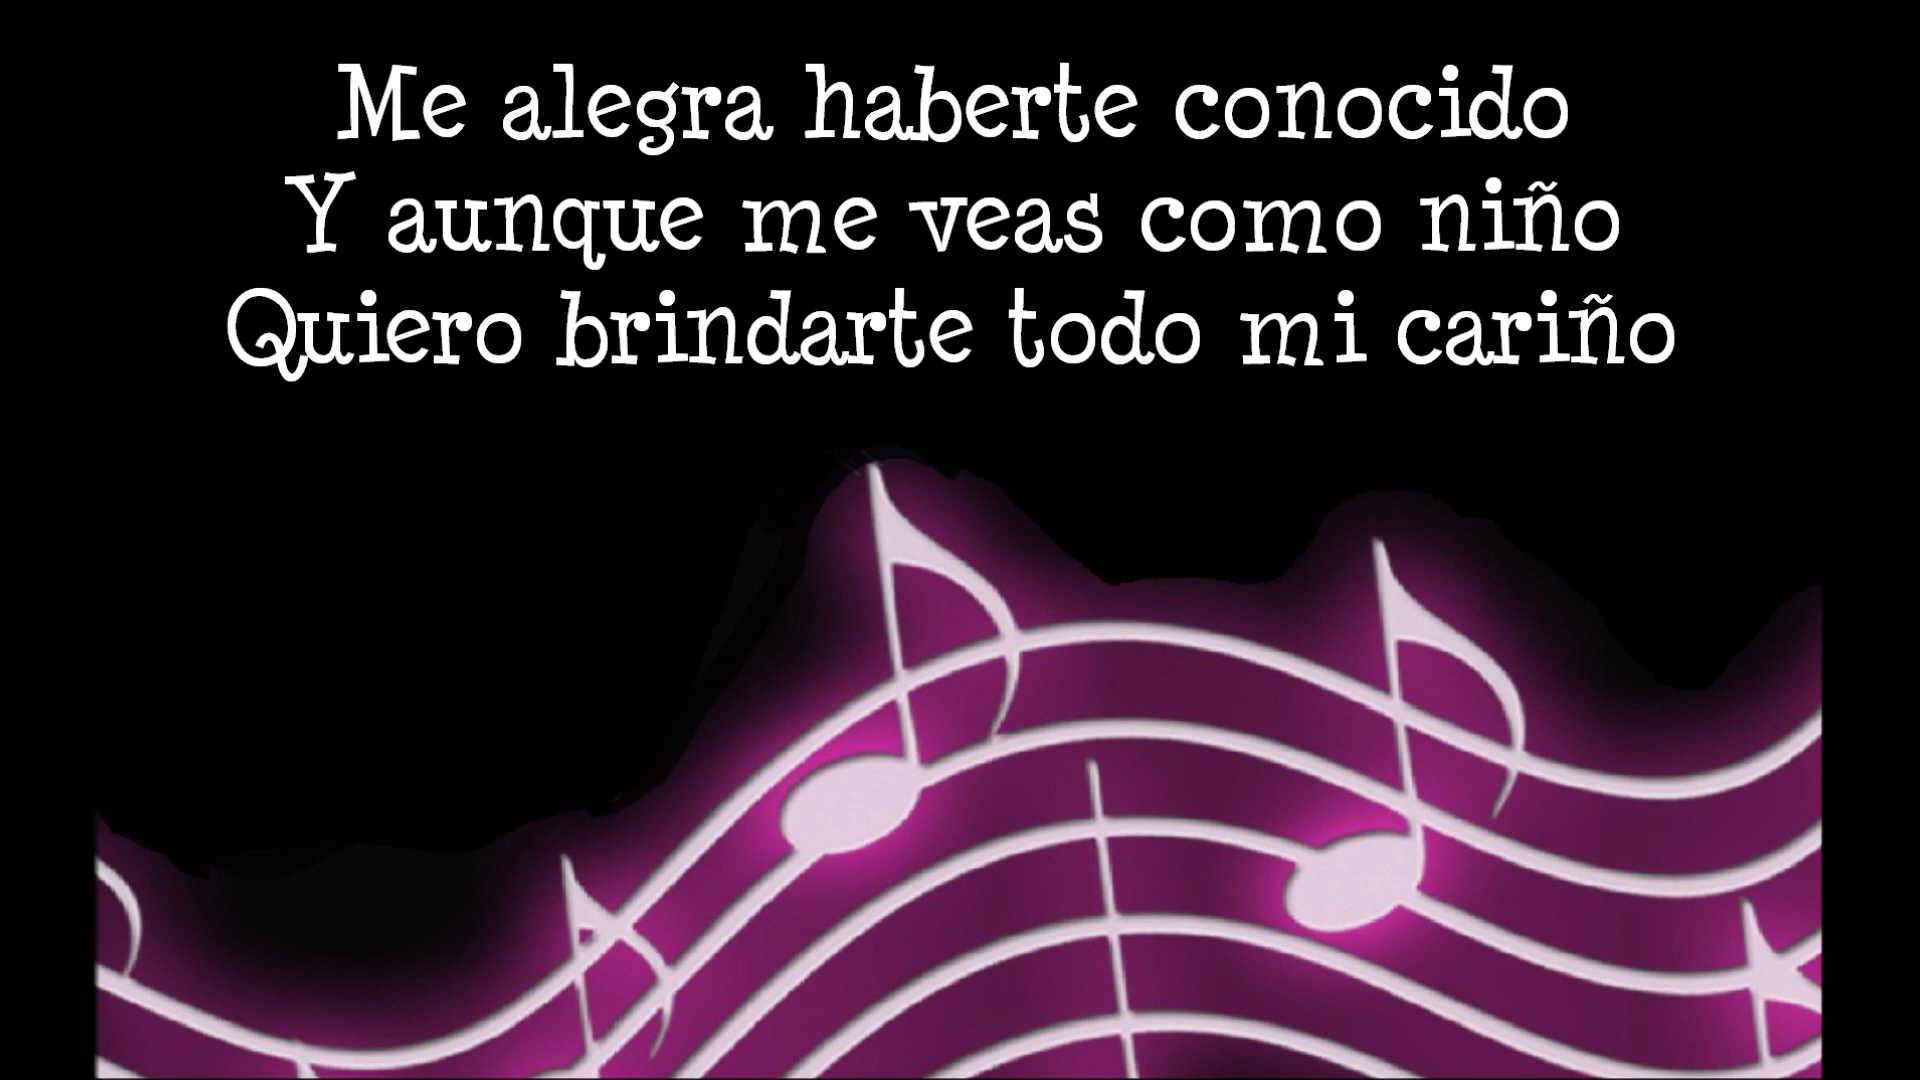 Me alegra haberte conocido
Y aunque me veas como niño
Quiero brindarte todo mi cariño